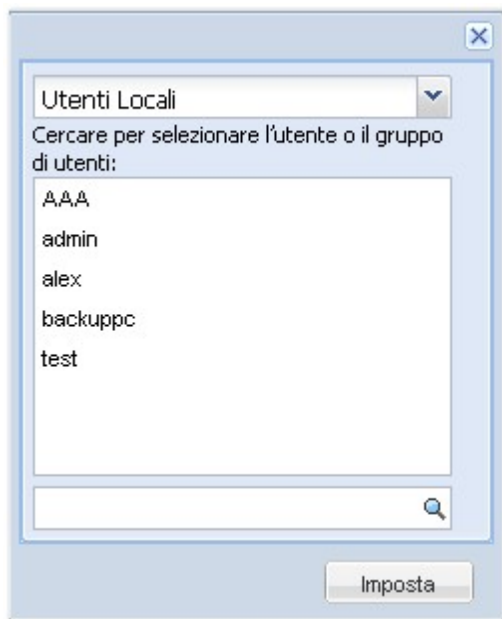 Utenti Locali
Cercare per selezionare l'utente o il gruppo
di utenti:
AAA
admin
alex
backuppc
test
Imposta